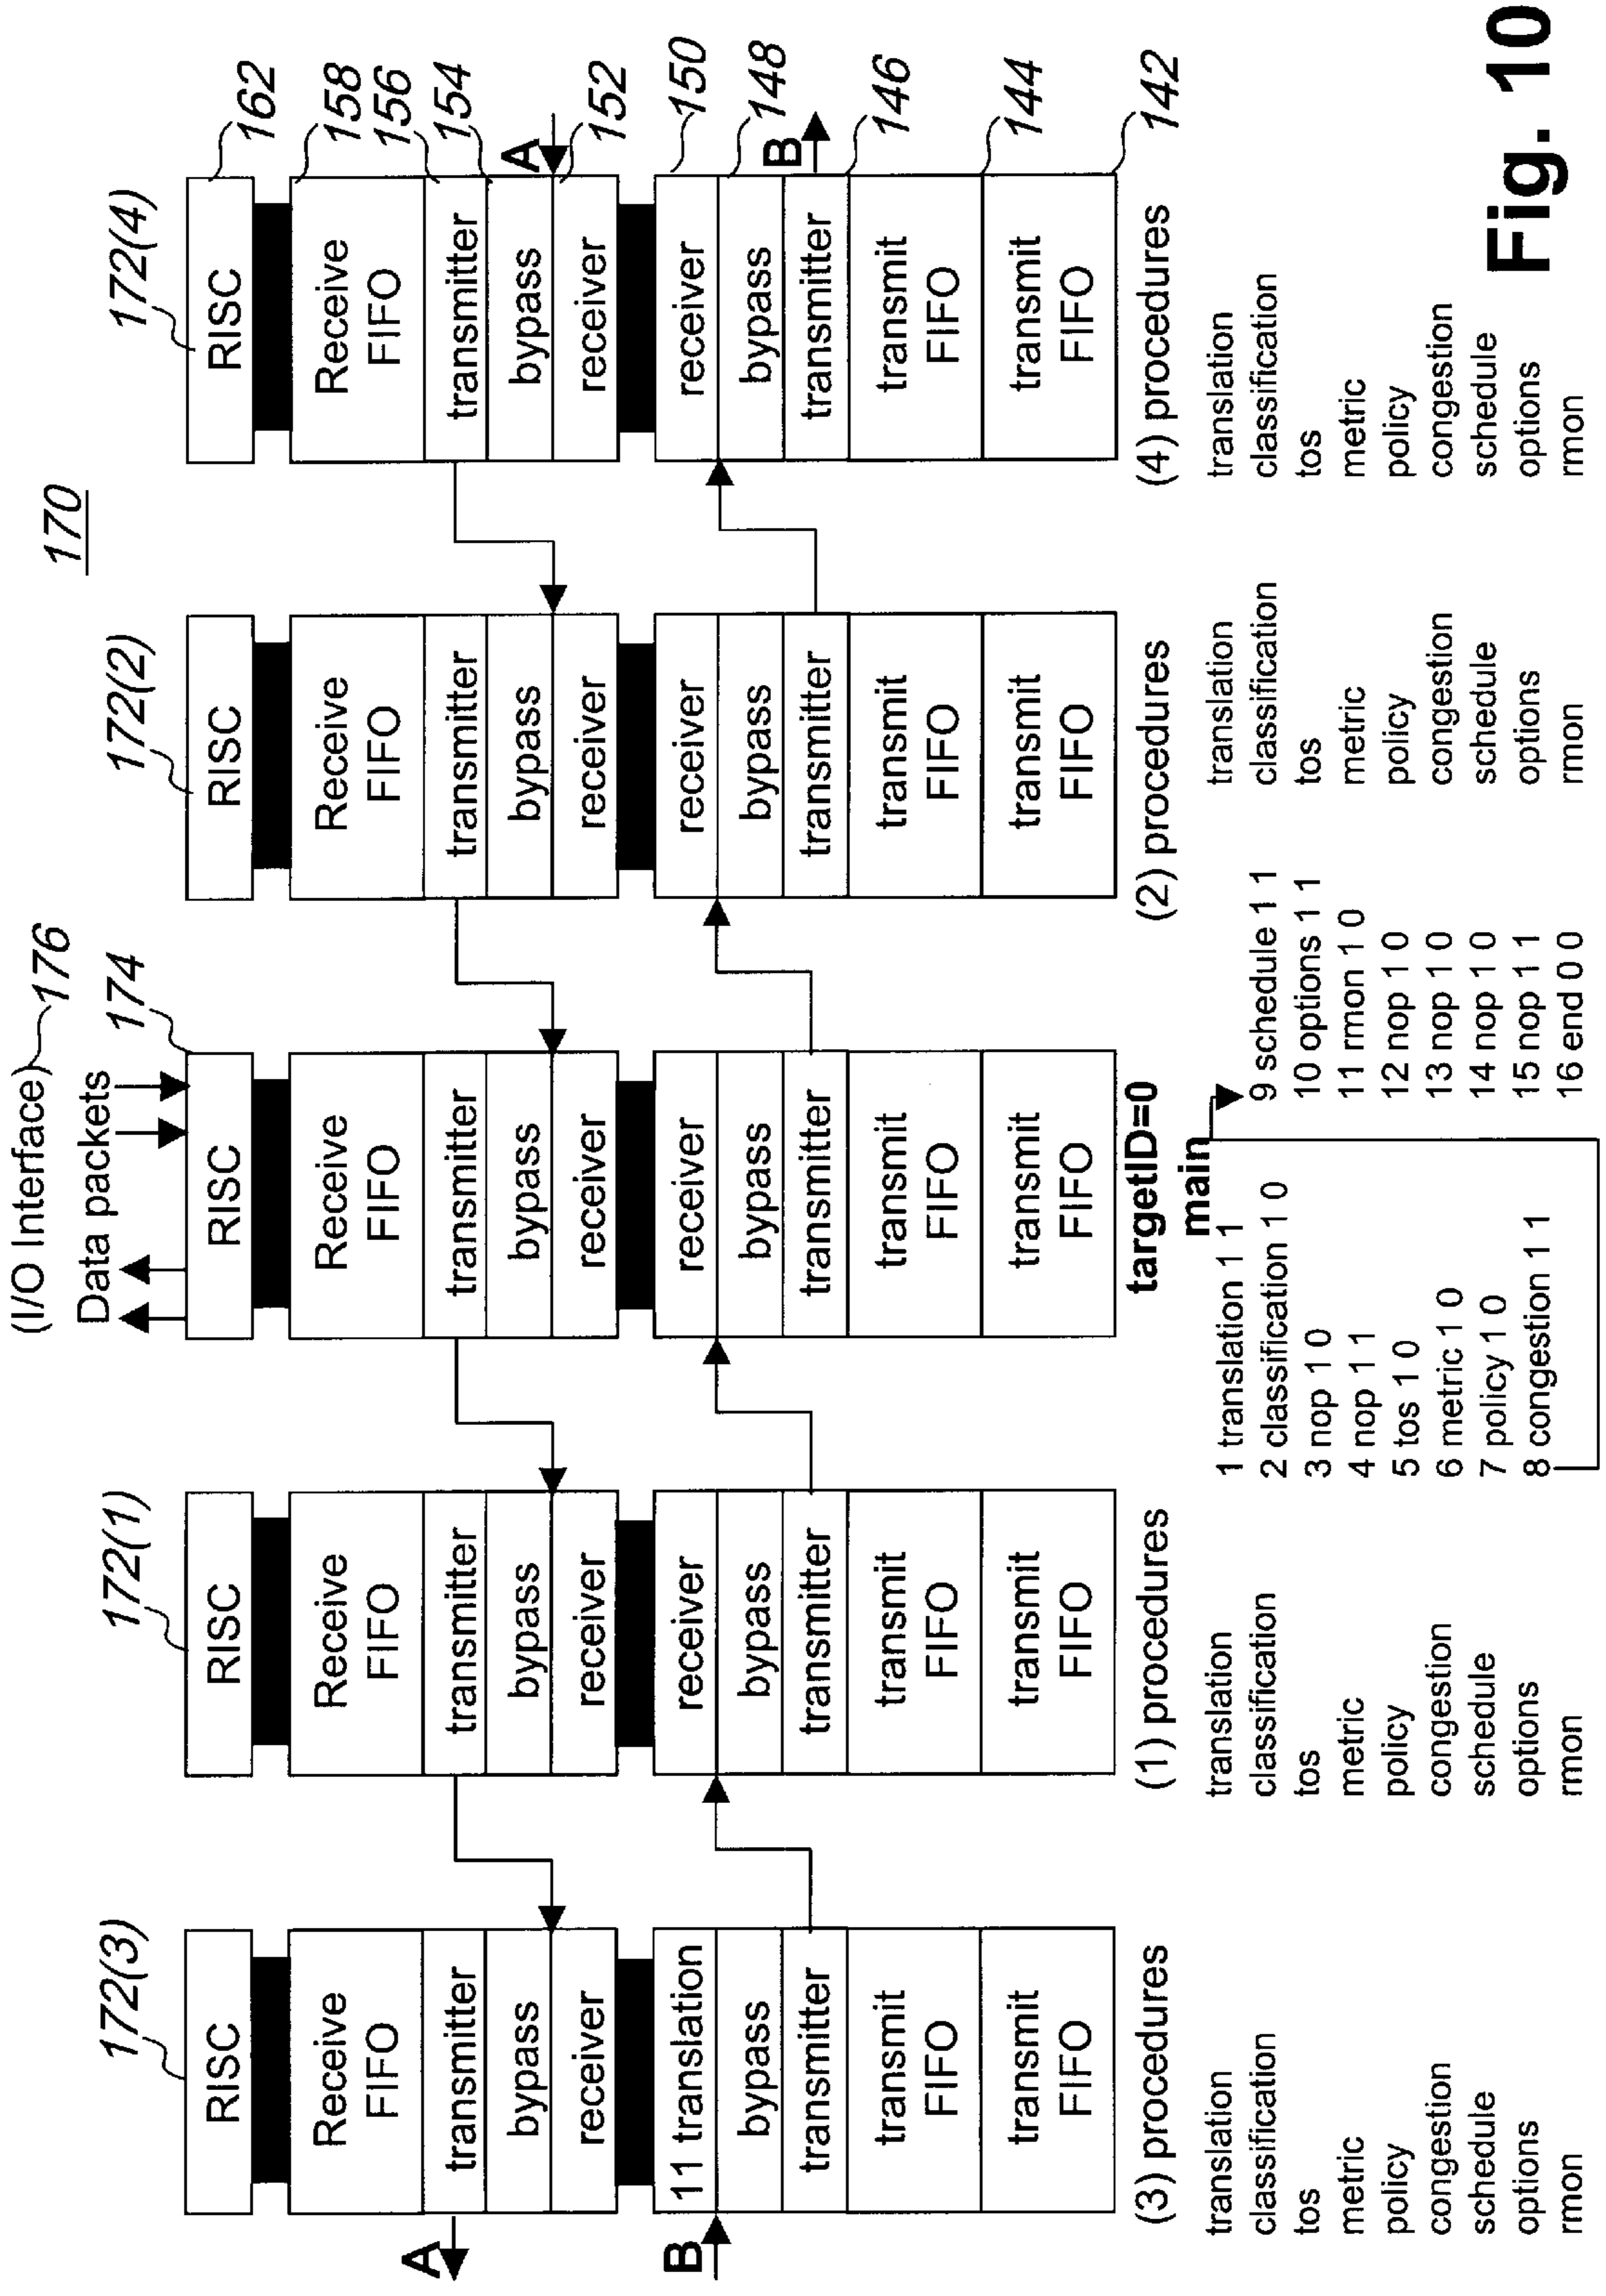 170
(I/O Interface) 176
Data packets
174
172(3)
172(1)
172(2)
172(4)
RISC
Receive
FIFO
transmitter
bypass
receiver
11 translation
bypass
transmitter
transmit
FIFO
transmit
FIFO
A
B
(3) procedures
translation
classification
tos
metric
policy
congestion
schedule
options
rmon
RISC
Receive
FIFO
transmitter
bypass
receiver
receiver
bypass
transmitter
transmit
FIFO
transmit
FIFO
(1) procedures
translation
classification
tos
metric
policy
congestion
schedule
options
rmon
RISC
Receive
FIFO
transmitter
bypass
receiver
receiver
bypass
transmitter
transmit
FIFO
transmit
FIFO
targetID=0
main
1 translation 1 1
2 classification 1 0
3 nop 1 0
4 nop 1 1
5 tos 1 0
6 metric 1 0
7 policy 1 0
8 congestion 1 1
9 schedule 1 1
10 options 1 1
11 rmon 1 0
12 nop 1 0
13 nop 1 0
14 nop 1 0
15 nop 1 1
16 end 0 0
RISC
Receive
FIFO
transmitter
bypass
receiver
receiver
bypass
transmitter
transmit
FIFO
transmit
FIFO
(2) procedures
translation
classification
tos
metric
policy
congestion
schedule
options
rmon
RISC
Receive
FIFO
transmitter
bypass
receiver
receiver
bypass
transmitter
transmit
FIFO
transmit
FIFO
(4) procedures
translation
classification
tos
metric
policy
congestion
schedule
options
rmon
162
158
156
154
A
152
150
148
B
146
144
142
Fig. 10